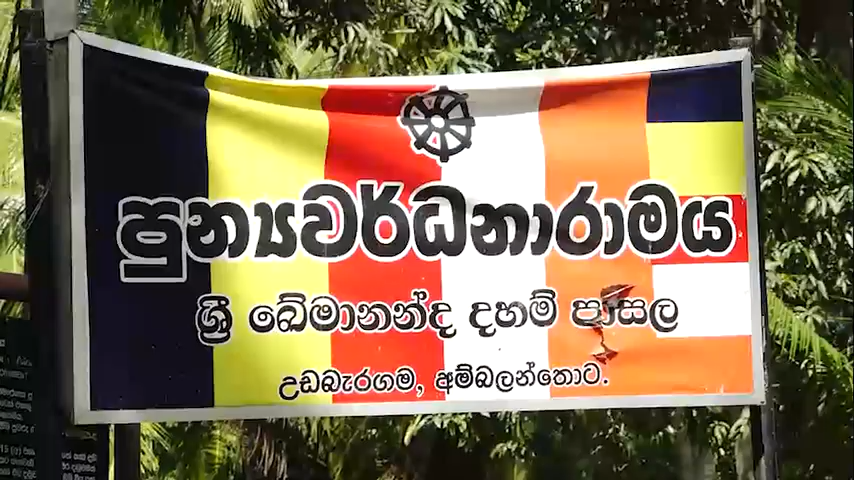 පුන්‍යවර්ධනාරාමය
ශ්‍රී ඛේමානන්ද දහම් පාසල
උඩබැරගම, අම්බලන්තොට.